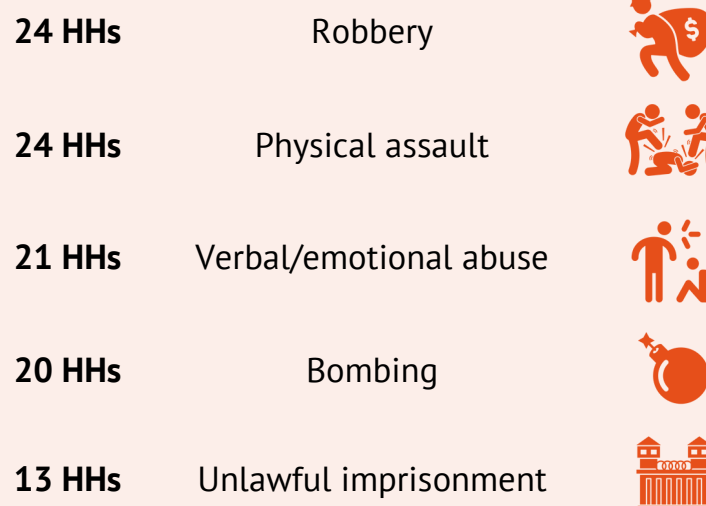 24 HHs Robbery
$
24 HHs Physical assault
21 HHs Verbal/emotional abuse
20 HHs Bombing
13 HHs Unlawful imprisonment